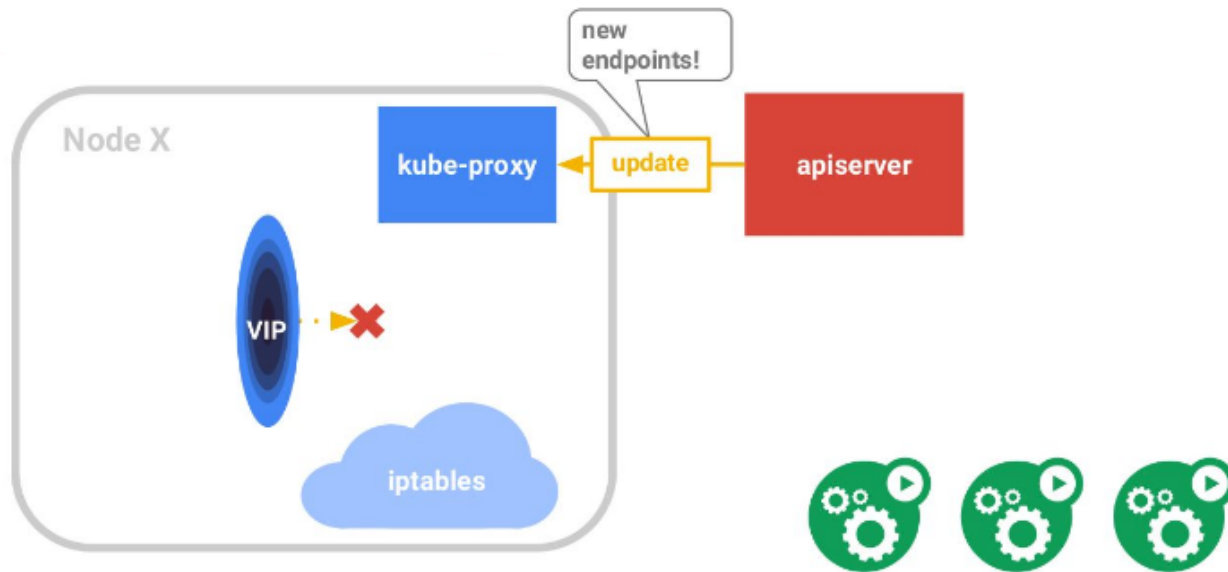 new
endpoints!
Node X
kube-proxy
update
apiserver
VIP
iptables